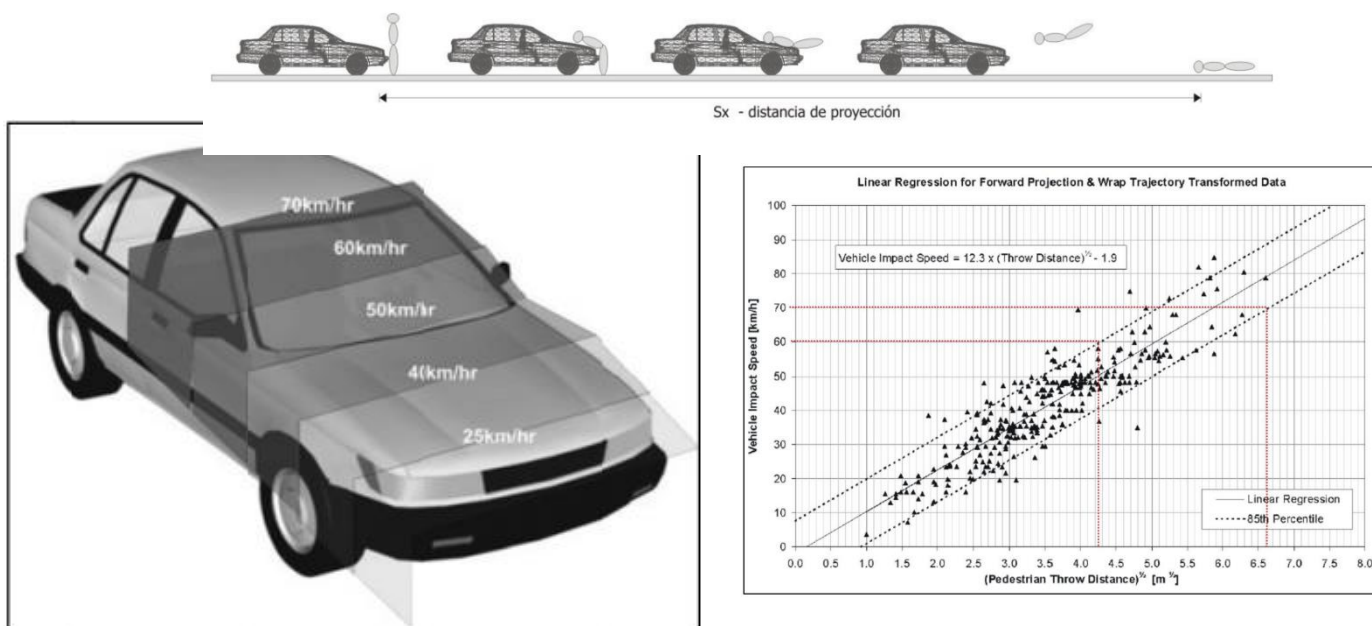 Sx - distancia de proyección
70km/hr
60km/hr
50km/hr
40km/hr
25km/hr
Linear Regression for Forward Projection & Wrap Trajectory Transformed Data
Vehicle Impact Speed = 12.3 x (Throw Distance)^½ - 1.9
Vehicle Impact Speed [km/h]
100
90
80
70
60
50
40
30
20
10
0
Linear Regression
85th Percentile
0.0 0.5 1.0 1.5 2.0 2.5 3.0 3.5 4.0 4.5 5.0 5.5 6.0 6.5 7.0 7.5 8.0
(Pedestrian Throw Distance)^½ [m^½]